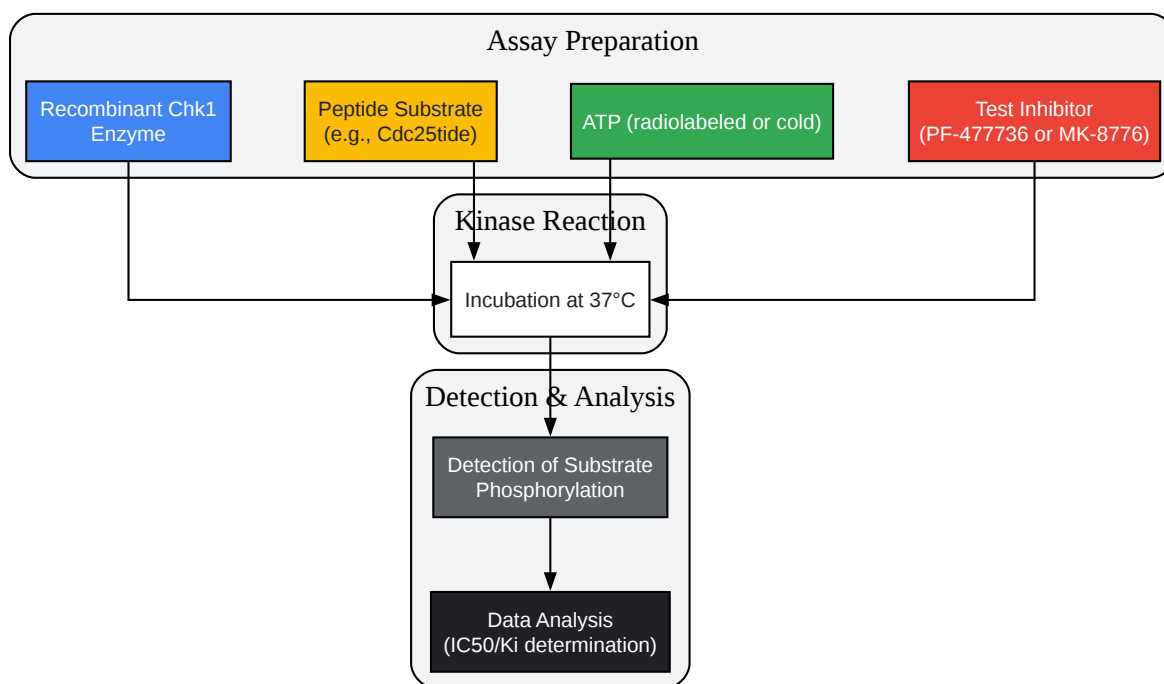 Assay Preparation
Recombinant Chk1
Enzyme
Peptide Substrate
(e.g., Cdc25tide)
ATP (radiolabeled or cold)
Test Inhibitor
(PF-477736 or MK-8776)
Kinase Reaction
Incubation at 37°C
Detection & Analysis
Detection of Substrate
Phosphorylation
Data Analysis
(IC50/Ki determination)